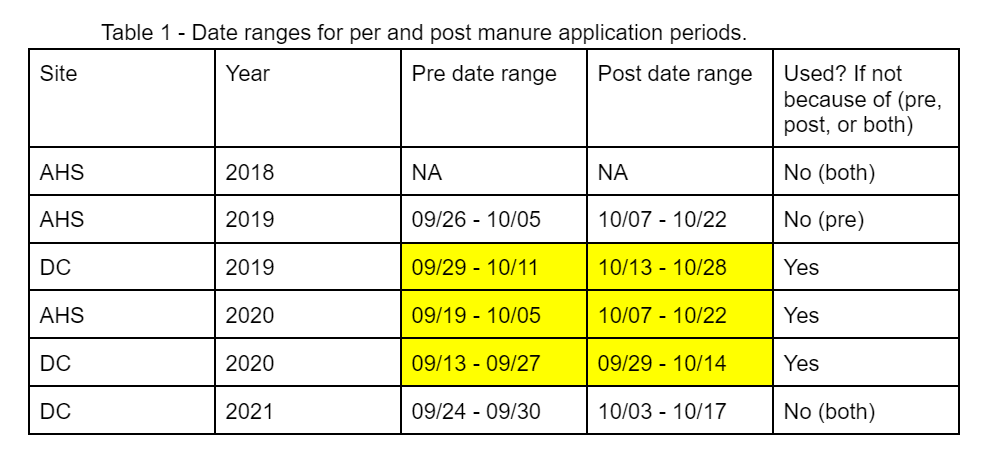 Table 1 - Date ranges for per and post manure application periods.
Site Year Pre date range Post date range Used? If not
because of (pre,
post, or both)
AHS 2018 NA NA No (both)
AHS 2019 09/26 - 10/05 10/07 - 10/22 No (pre)
DC 2019 09/29 - 10/11 10/13 - 10/28 Yes
AHS 2020 09/19 - 10/05 10/07 - 10/22 Yes
DC 2020 09/13 - 09/27 09/29 - 10/14 Yes
DC 2021 09/24 - 09/30 10/03 - 10/17 No (both)